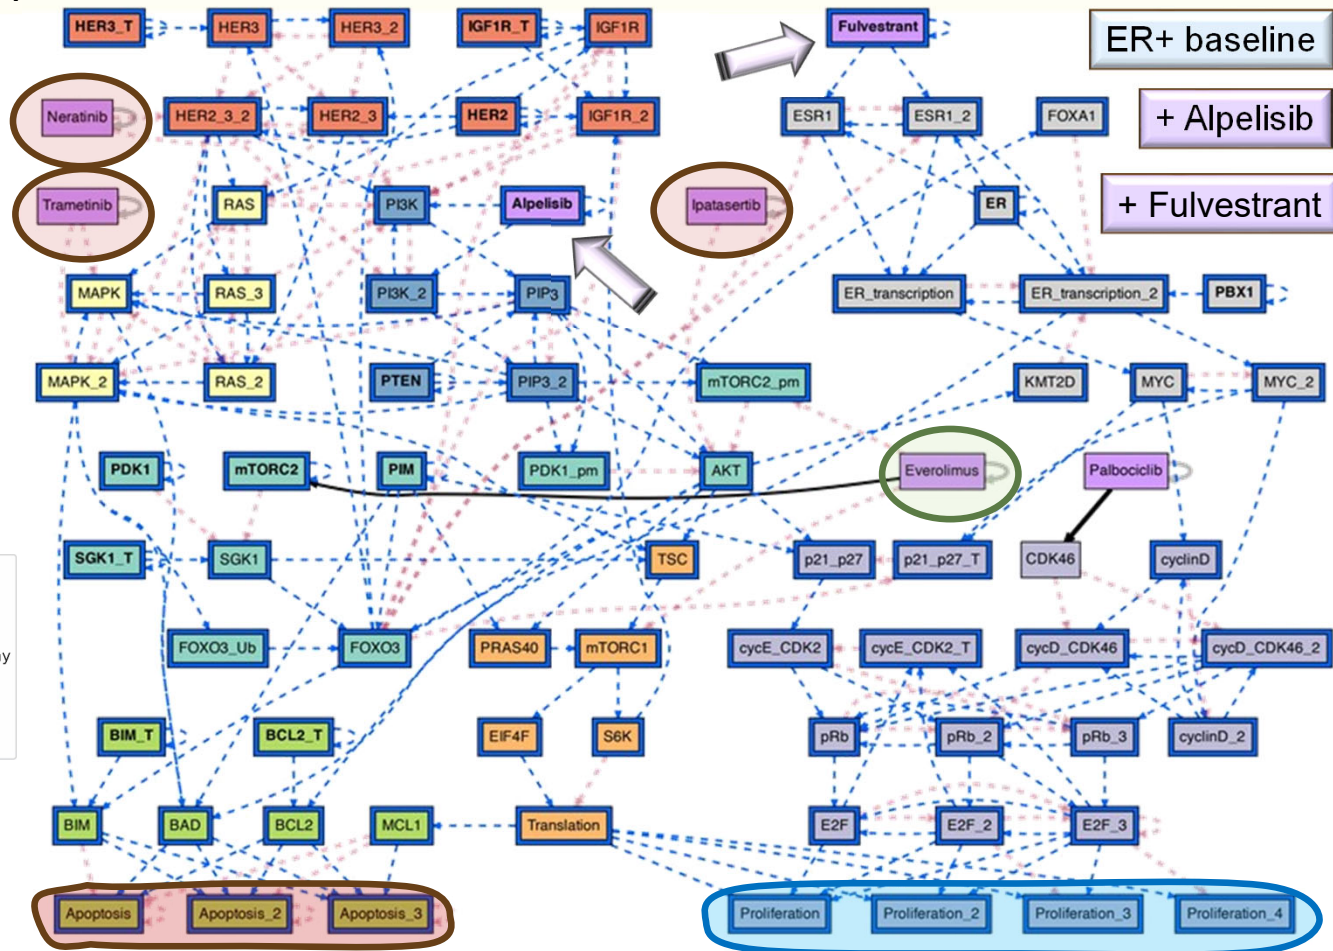 HER3_T
HER3
HER3_2
IGF1R_T
IGF1R
Fulvestrant
ER+ baseline
Neratinib
HER2_3_2
HER2_3
HER2
IGF1R_2
ESR1
ESR1_2
FOXA1
+ Alpelisib
Trametinib
RAS
PI3K
Alpelisib
Ipatasertib
ER
+ Fulvestrant
MAPK
RAS_3
PI3K_2
PIP3
ER_transcription
ER_transcription_2
PBX1
MAPK_2
RAS_2
PTEN
PIP3_2
mTORC2_pm
KMT2D
MYC
MYC_2
PDK1
mTORC2
PIM
PDK1_pm
AKT
Everolimus
Palbociclib
SGK1_T
SGK1
TSC
p21_p27
p21_p27_T
CDK46
cyclinD
FOXO3_Ub
FOXO3
PRAS40
mTORC1
cycE_CDK2
cycE_CDK2_T
cycD_CDK46
cycD_CDK46_2
BIM_T
BCL2_T
EIF4F
S6K
pRb
pRb_2
pRb_3
cyclinD_2
BIM
BAD
BCL2
MCL1
Translation
E2F
E2F_2
E2F_3
Apoptosis
Apoptosis_2
Apoptosis_3
Proliferation
Proliferation_2
Proliferation_3
Proliferation_4